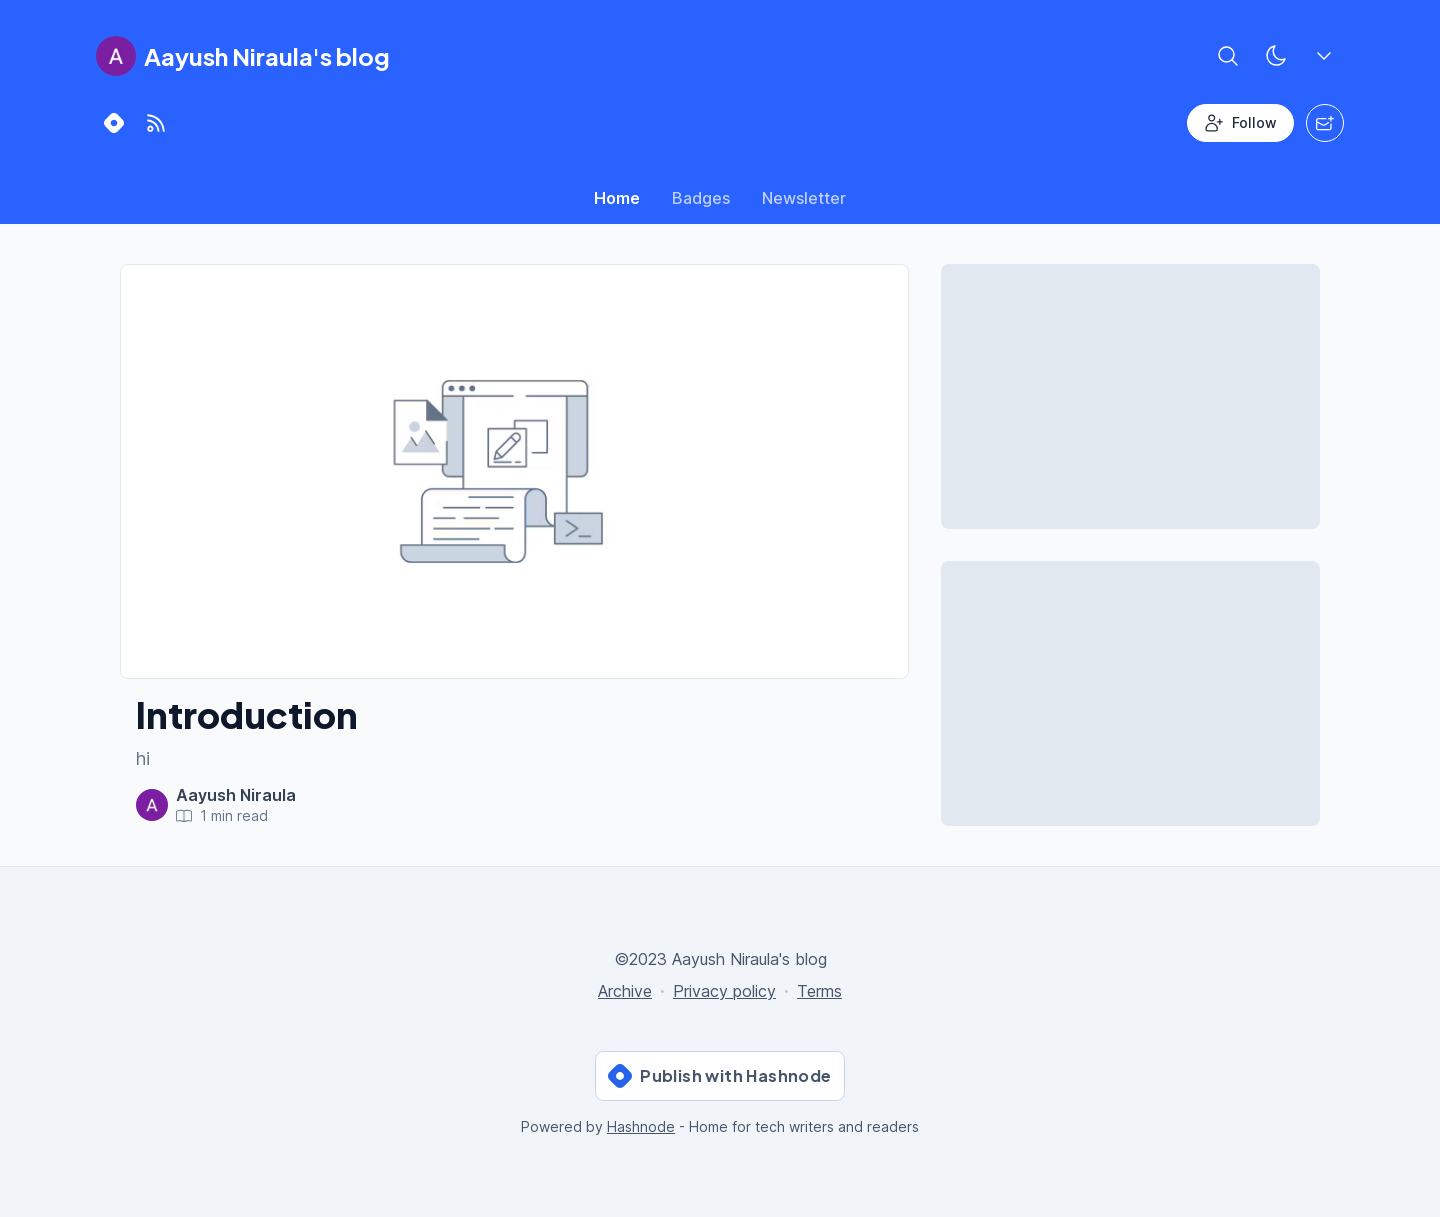 A Aayush Niraula's blog
Follow
Home Badges Newsletter
Introduction
hi
A Aayush Niraula
1 min read
©2023 Aayush Niraula's blog
Archive · Privacy policy · Terms
Publish with Hashnode
Powered by Hashnode - Home for tech writers and readers